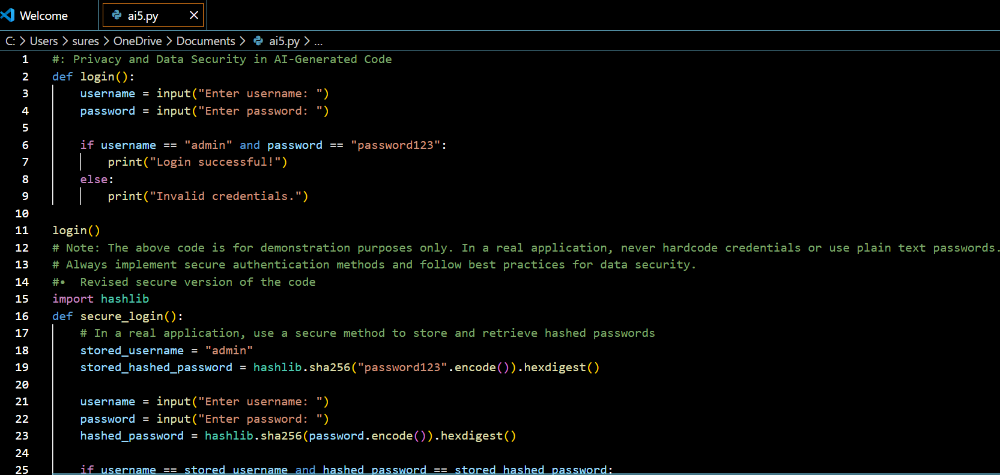 Welcome
ai5.py
C: > Users > sures > OneDrive > Documents > ai5.py > ...
1 #: Privacy and Data Security in AI-Generated Code
2 def login():
3     username = input("Enter username: ")
4     password = input("Enter password: ")
5
6     if username == "admin" and password == "password123":
7         print("Login successful!")
8     else:
9         print("Invalid credentials.")
10
11 login()
12 # Note: The above code is for demonstration purposes only. In a real application, never hardcode credentials or use plain text passwords.
13 # Always implement secure authentication methods and follow best practices for data security.
14 #•  Revised secure version of the code
15 import hashlib
16 def secure_login():
17     # In a real application, use a secure method to store and retrieve hashed passwords
18     stored_username = "admin"
19     stored_hashed_password = hashlib.sha256("password123".encode()).hexdigest()
20
21     username = input("Enter username: ")
22     password = input("Enter password: ")
23     hashed_password = hashlib.sha256(password.encode()).hexdigest()
24
25     if username == stored_username and hashed_password == stored_hashed_password: